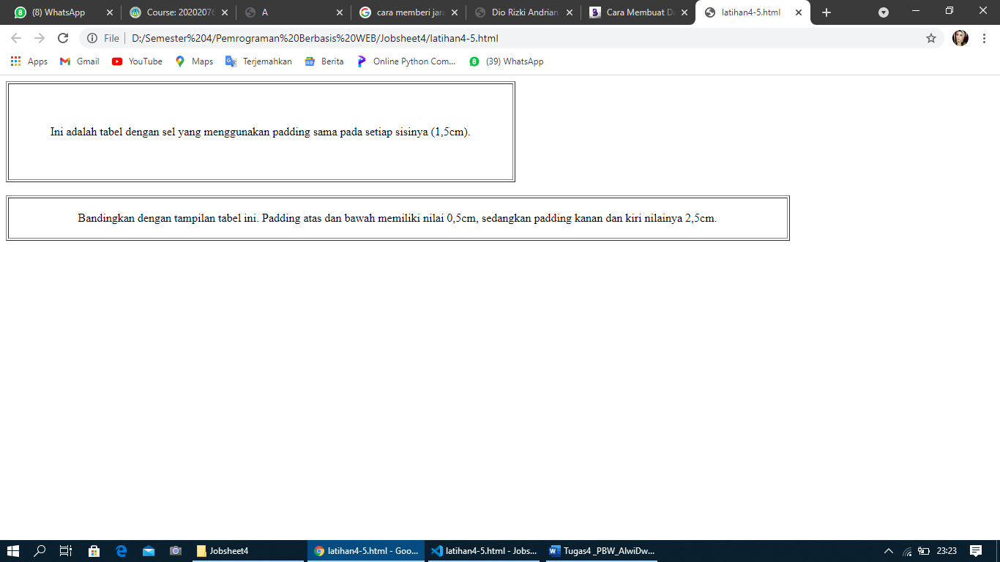 (8) WhatsApp
Course: 2020207
A
cara memberi jar
Dio Rizki Andrian
Cara Membuat D
latihan4-5.html
File
D:/Semester%204/Pemrograman%20Berbasis%20WEB/Jobsheet4/latihan4-5.html
Apps
Gmail
YouTube
Maps
Terjemahkan
Berita
Online Python Com...
(39) WhatsApp
Ini adalah tabel dengan sel yang menggunakan padding sama pada setiap sisinya (1,5cm).
Bandingkan dengan tampilan tabel ini. Padding atas dan bawah memiliki nilai 0,5cm, sedangkan padding kanan dan kiri nilainya 2,5cm.
Jobsheet4
latihan4-5.html - Goo...
latihan4-5.html - Jobs...
Tugas4 _PBW_AlwiDw...
23:23